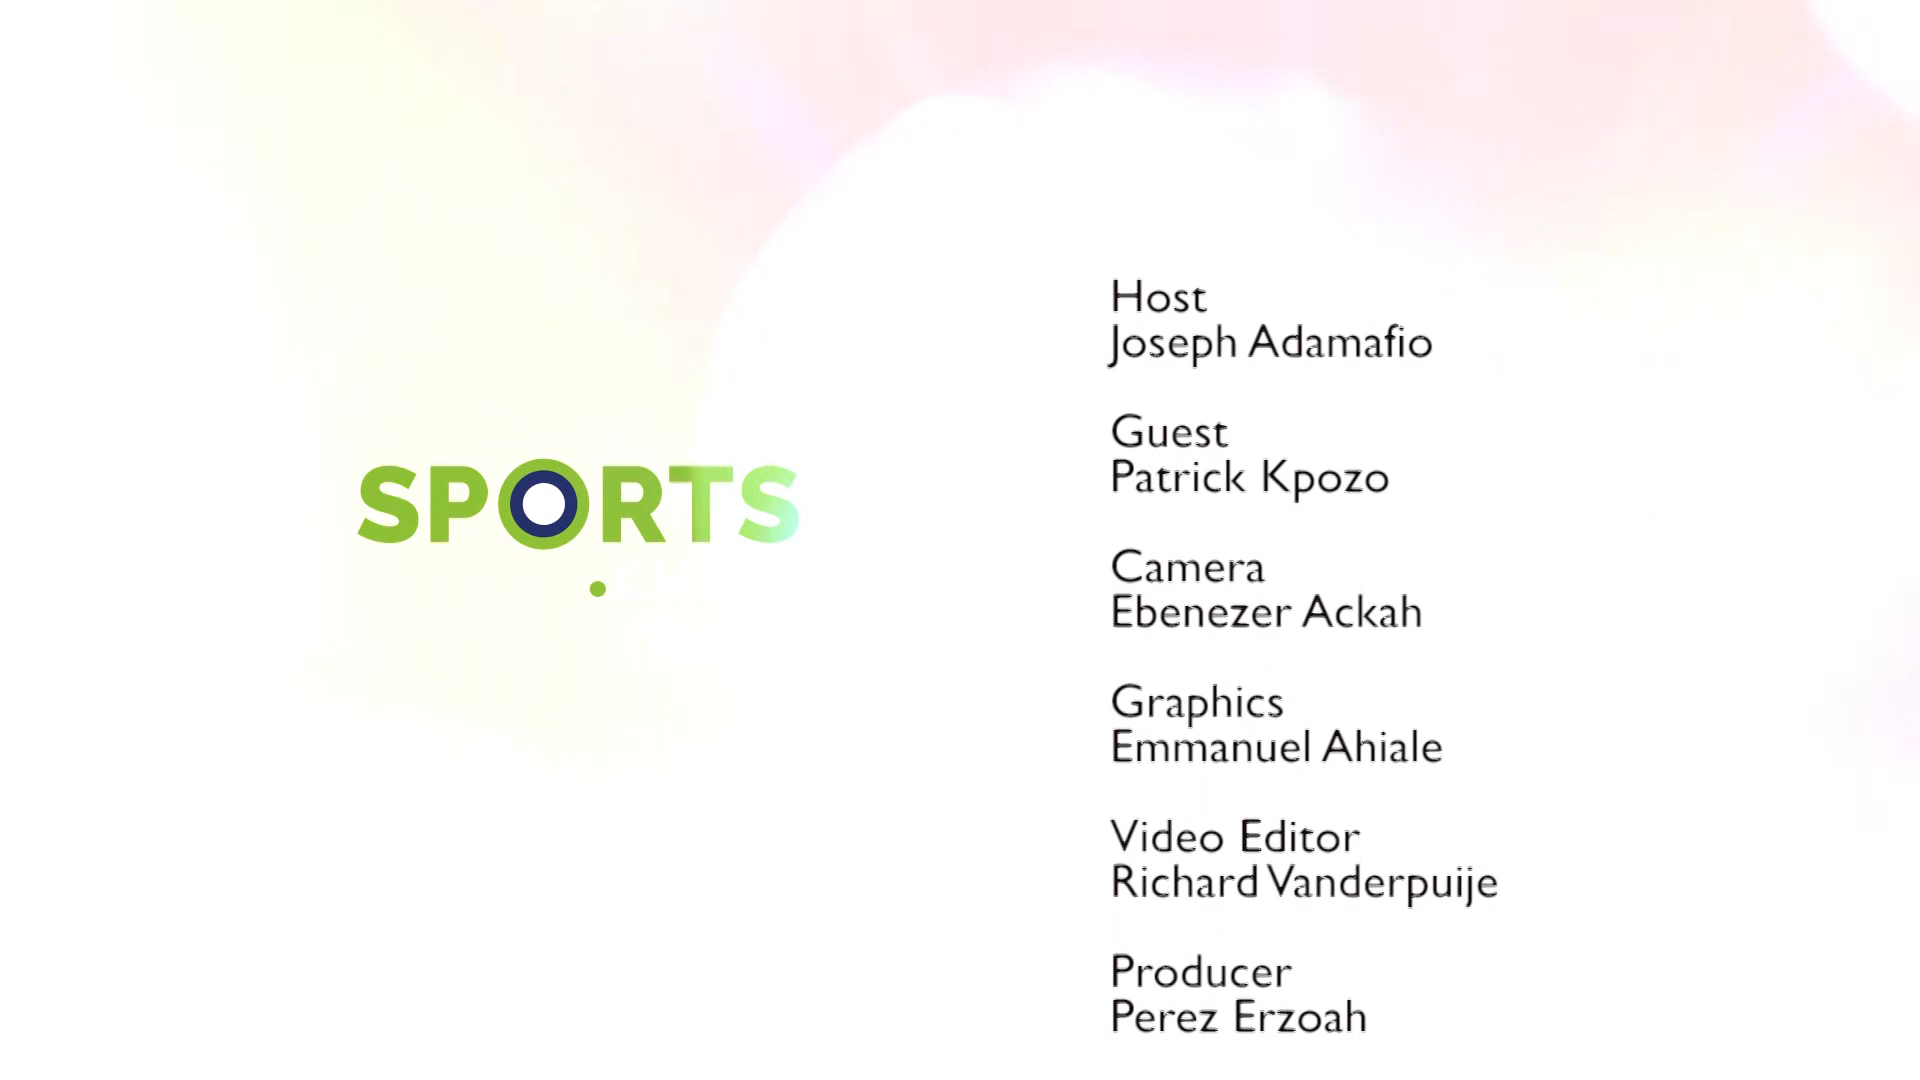 SPORTS
Host
Joseph Adamafio
Guest
Patrick Kpozo
Camera
Ebenezer Ackah
Graphics
Emmanuel Ahiale
Video Editor
Richard Vanderpuije
Producer
Perez Erzoah